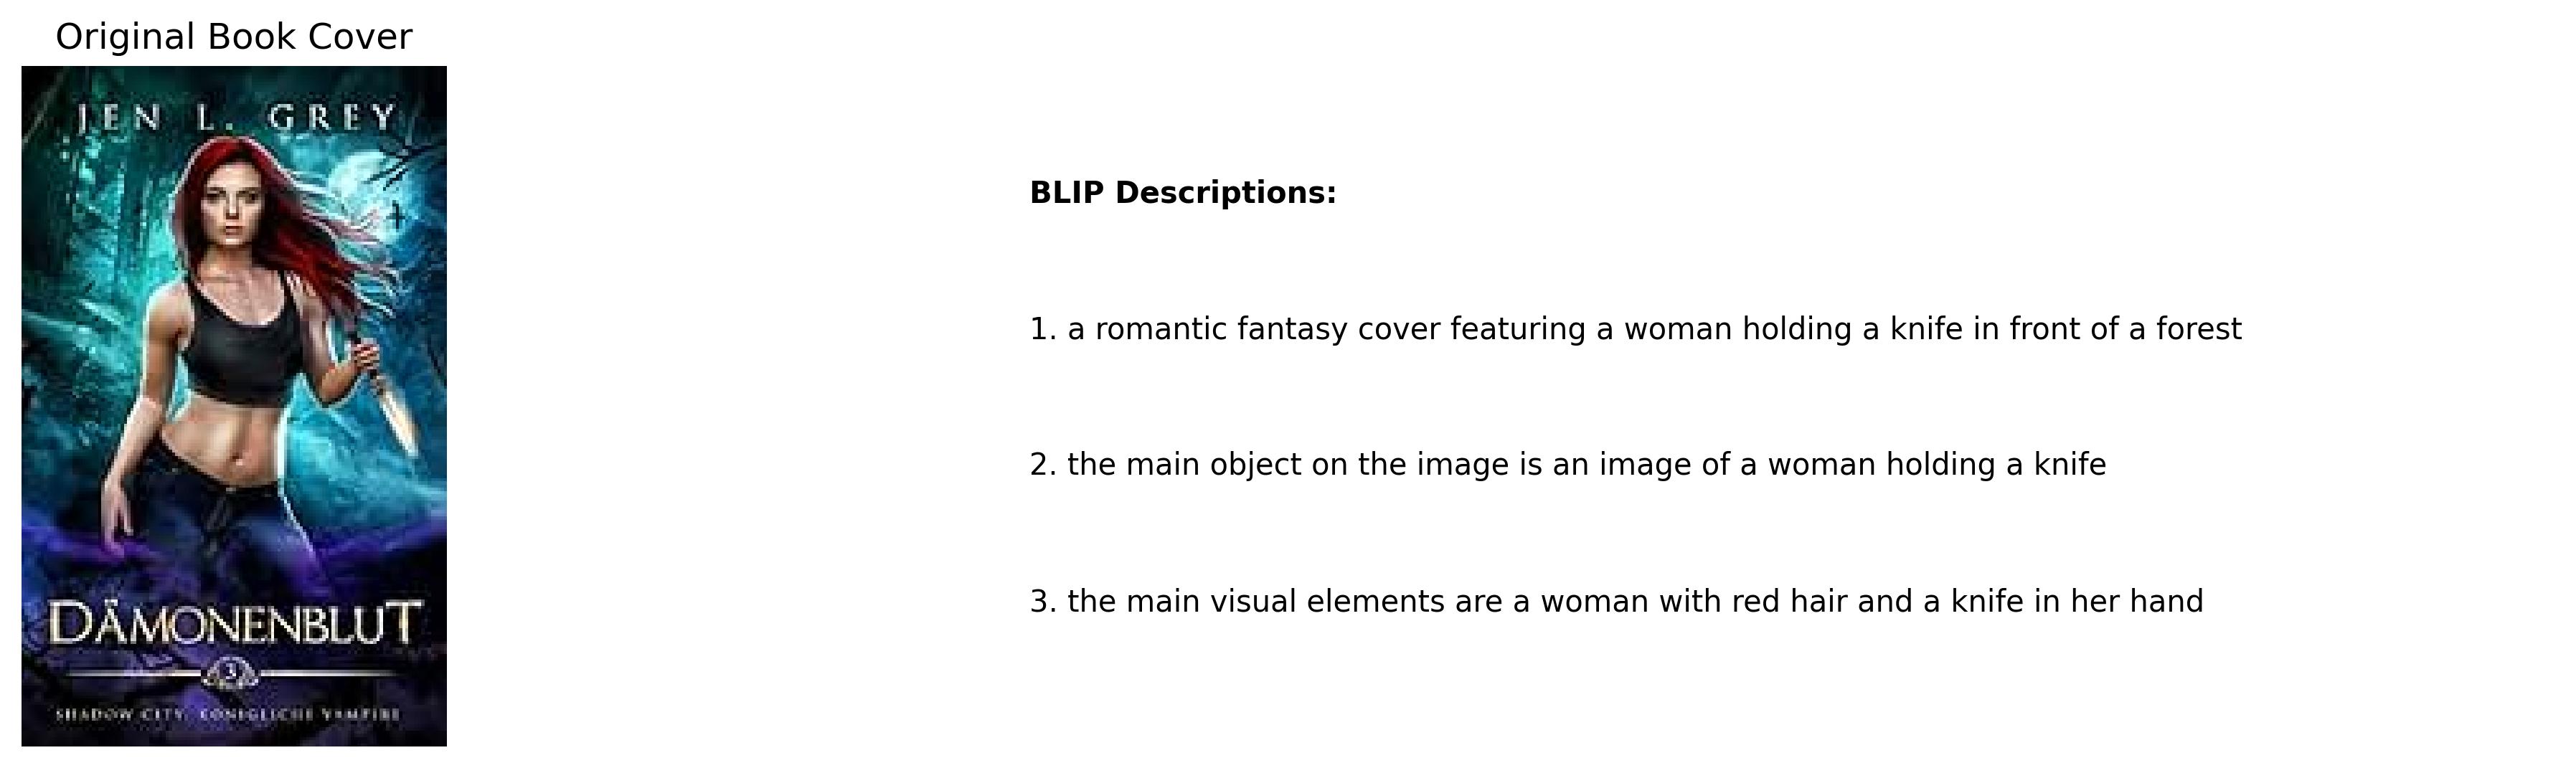 Original Book Cover
JEN L. GREY
DÄMONENBLUT
3
SHADOW CITY: KÖNIGLICHE VAMPIRE
BLIP Descriptions:
1. a romantic fantasy cover featuring a woman holding a knife in front of a forest
2. the main object on the image is an image of a woman holding a knife
3. the main visual elements are a woman with red hair and a knife in her hand